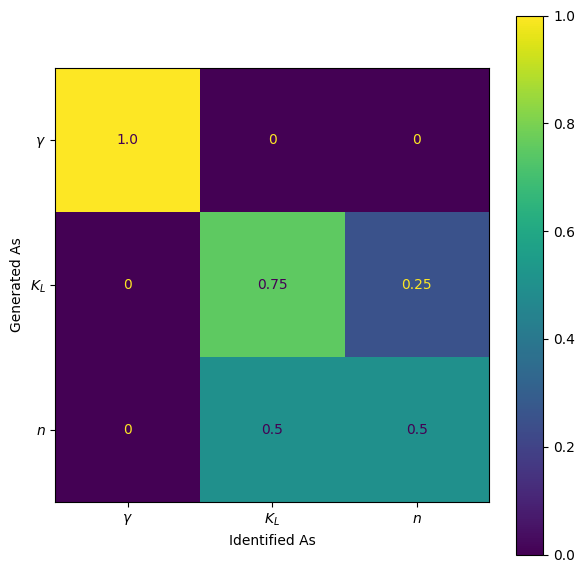 1.0
0.8
0.6
0.4
0.2
0.0
Generated As
γ
1.0
0
0
K_L
0
0.75
0.25
n
0
0.5
0.5
γ
K_L
n
Identified As